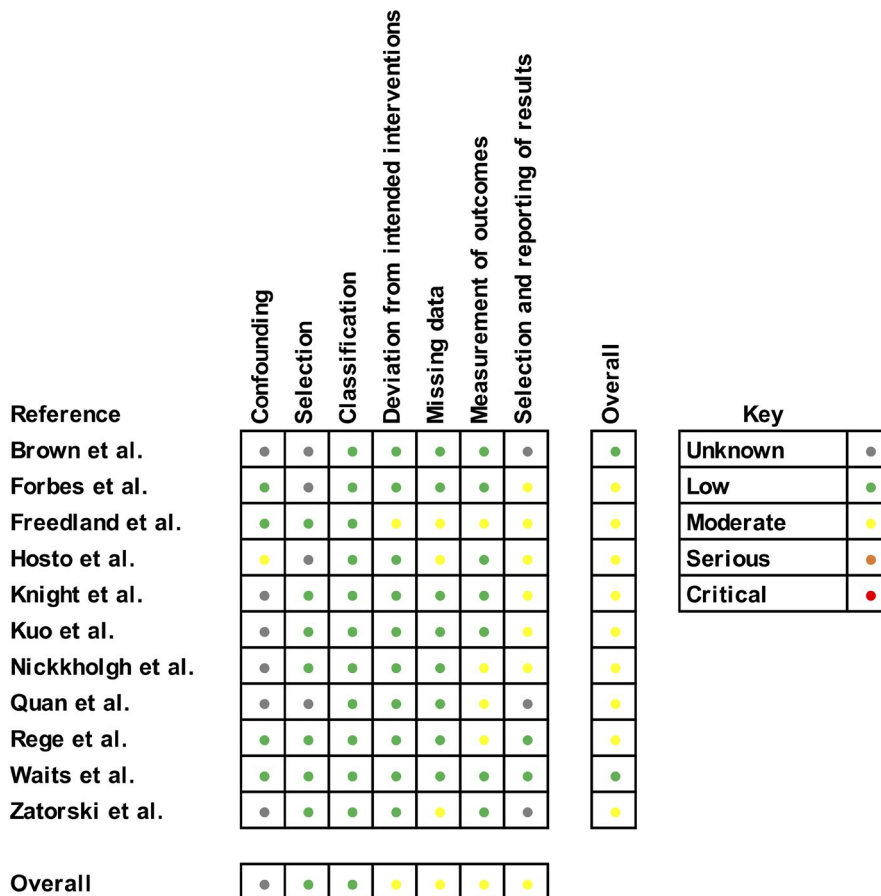 Confounding
Selection
Classification
Deviation from intended interventions
Missing data
Measurement of outcomes
Selection and reporting of results
Overall
Reference
Brown et al.
Forbes et al.
Freedland et al.
Hosto et al.
Knight et al.
Kuo et al.
Nickkholgh et al.
Quan et al.
Rege et al.
Waits et al.
Zatorski et al.
Overall
Key
Unknown
Low
Moderate
Serious
Critical